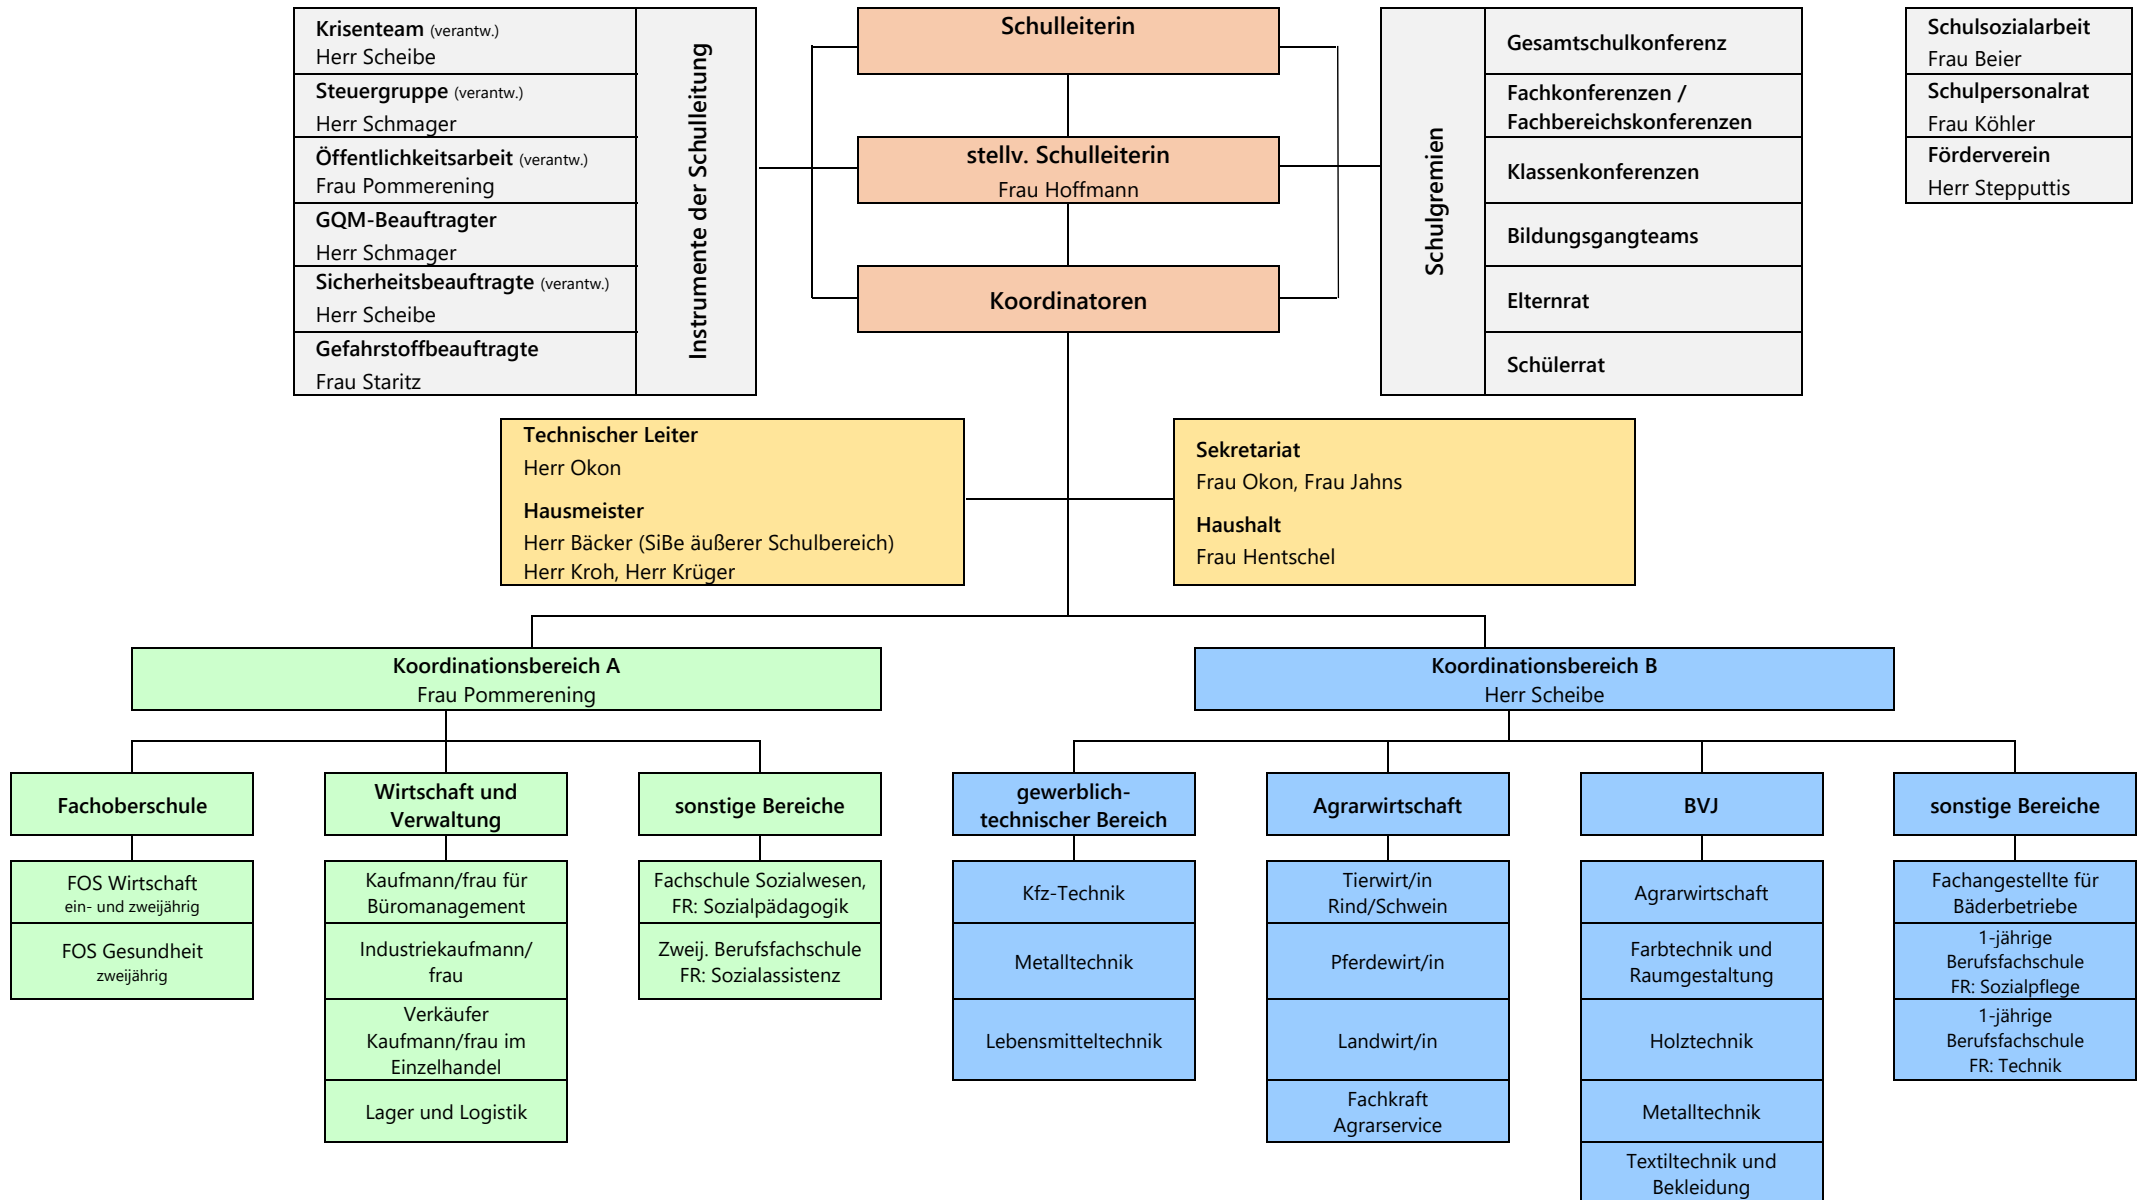 Krisenteam (verantw.)
Herr Scheibe
Steuergruppe (verantw.)
Herr Schmager
Öffentlichkeitsarbeit (verantw.)
Frau Pommerening
GQM-Beauftragter
Herr Schmager
Sicherheitsbeauftragte (verantw.)
Herr Scheibe
Gefahrstoffbeauftragte
Frau Staritz
Instrumente der Schulleitung
Schulleiterin
stellv. Schulleiterin
Frau Hoffmann
Koordinatoren
Schulgremien
Gesamtschulkonferenz
Fachkonferenzen /
Fachbereichskonferenzen
Klassenkonferenzen
Bildungsgangteams
Elternrat
Schülerrat
Schulsozialarbeit
Frau Beier
Schulpersonalrat
Frau Köhler
Förderverein
Herr Stepputtis
Technischer Leiter
Herr Okon
Hausmeister
Herr Bäcker (SiBe äußerer Schulbereich)
Herr Kroh, Herr Krüger
Sekretariat
Frau Okon, Frau Jahns
Haushalt
Frau Hentschel
Koordinationsbereich A
Frau Pommerening
Koordinationsbereich B
Herr Scheibe
Fachoberschule
FOS Wirtschaft
ein- und zweijährig
FOS Gesundheit
zweijährig
Wirtschaft und
Verwaltung
Kaufmann/frau für
Büromanagement
Industriekaufmann/
frau
Verkäufer
Kaufmann/frau im
Einzelhandel
Lager und Logistik
sonstige Bereiche
Fachschule Sozialwesen,
FR: Sozialpädagogik
Zweij. Berufsfachschule
FR: Sozialassistenz
gewerblich-
technischer Bereich
Kfz-Technik
Metalltechnik
Lebensmitteltechnik
Agrarwirtschaft
Tierwirt/in
Rind/Schwein
Pferdewirt/in
Landwirt/in
Fachkraft
Agrarservice
BVJ
Agrarwirtschaft
Farbtechnik und
Raumgestaltung
Holztechnik
Metalltechnik
Textiltechnik und
Bekleidung
sonstige Bereiche
Fachangestellte für
Bäderbetriebe
1-jährige
Berufsfachschule
FR: Sozialpflege
1-jährige
Berufsfachschule
FR: Technik